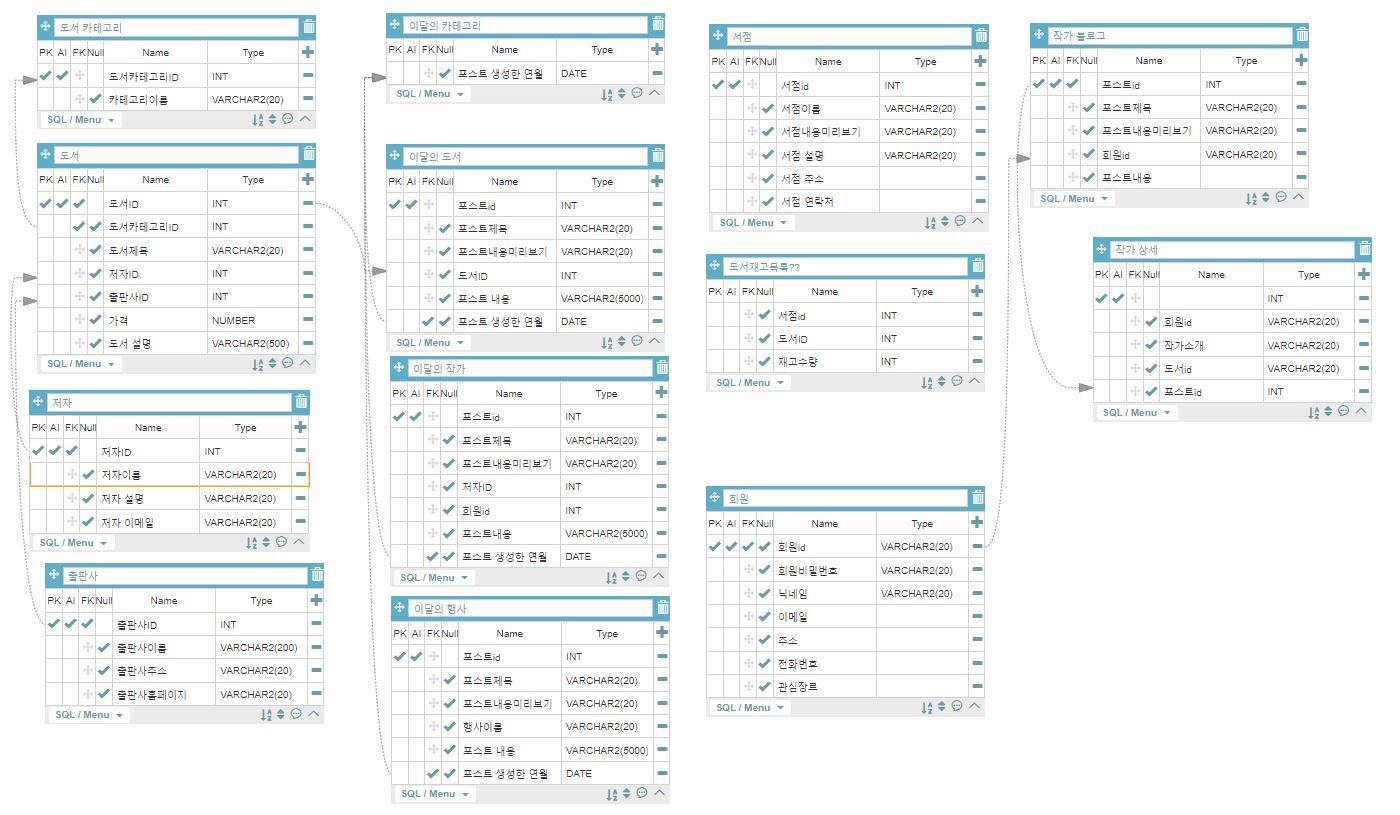 도서 카테고리
PK AI FK Null Name Type
도서카테고리ID INT
카테고리이름 VARCHAR2(20)
SQL / Menu
도서
PK AI FK Null Name Type
도서ID INT
도서카테고리ID INT
도서제목 VARCHAR2(20)
저자ID INT
출판사ID INT
가격 NUMBER
도서 설명 VARCHAR2(500)
SQL / Menu
저자
PK AI FK Null Name Type
저자ID INT
저자이름 VARCHAR2(20)
저자 설명 VARCHAR2(20)
저자 이메일 VARCHAR2(20)
SQL / Menu
출판사
PK AI FK Null Name Type
출판사ID INT
출판사이름 VARCHAR2(200)
출판사주소 VARCHAR2(20)
출판사홈페이지 VARCHAR2(20)
SQL / Menu
이달의 카테고리
PK AI FK Null Name Type
포스트 생성한 연월 DATE
SQL / Menu
이달의 도서
PK AI FK Null Name Type
포스트id INT
포스트제목 VARCHAR2(20)
포스트내용미리보기 VARCHAR2(20)
도서ID INT
포스트 내용 VARCHAR2(5000)
포스트 생성한 연월 DATE
SQL / Menu
이달의 작가
PK AI FK Null Name Type
포스트id INT
포스트제목 VARCHAR2(20)
포스트내용미리보기 VARCHAR2(20)
저자ID INT
회원id INT
포스트내용 VARCHAR2(5000)
포스트 생성한 연월 DATE
SQL / Menu
이달의 행사
PK AI FK Null Name Type
포스트id INT
포스트제목 VARCHAR2(20)
포스트내용미리보기 VARCHAR2(20)
행사이름 VARCHAR2(20)
포스트 내용 VARCHAR2(5000)
포스트 생성한 연월 DATE
SQL / Menu
서점
PK AI FK Null Name Type
서점id INT
서점이름 VARCHAR2(20)
서점내용미리보기 VARCHAR2(20)
서점 설명 VARCHAR2(20)
서점 주소
서점 연락처
SQL / Menu
도서재고목록??
PK AI FK Null Name Type
서점id INT
도서ID INT
재고수량 INT
SQL / Menu
회원
PK AI FK Null Name Type
회원id VARCHAR2(20)
회원비밀번호 VARCHAR2(20)
닉네임 VARCHAR2(20)
이메일
주소
전화번호
관심장르
SQL / Menu
작가 블로그
PK AI FK Null Name Type
포스트id INT
포스트제목 VARCHAR2(20)
포스트내용미리보기 VARCHAR2(20)
회원id VARCHAR2(20)
포스트내용
SQL / Menu
작가 상세
PK AI FK Null Name Type
INT
회원id VARCHAR2(20)
작가소개 VARCHAR2(20)
도서id VARCHAR2(20)
포스트id INT
SQL / Menu